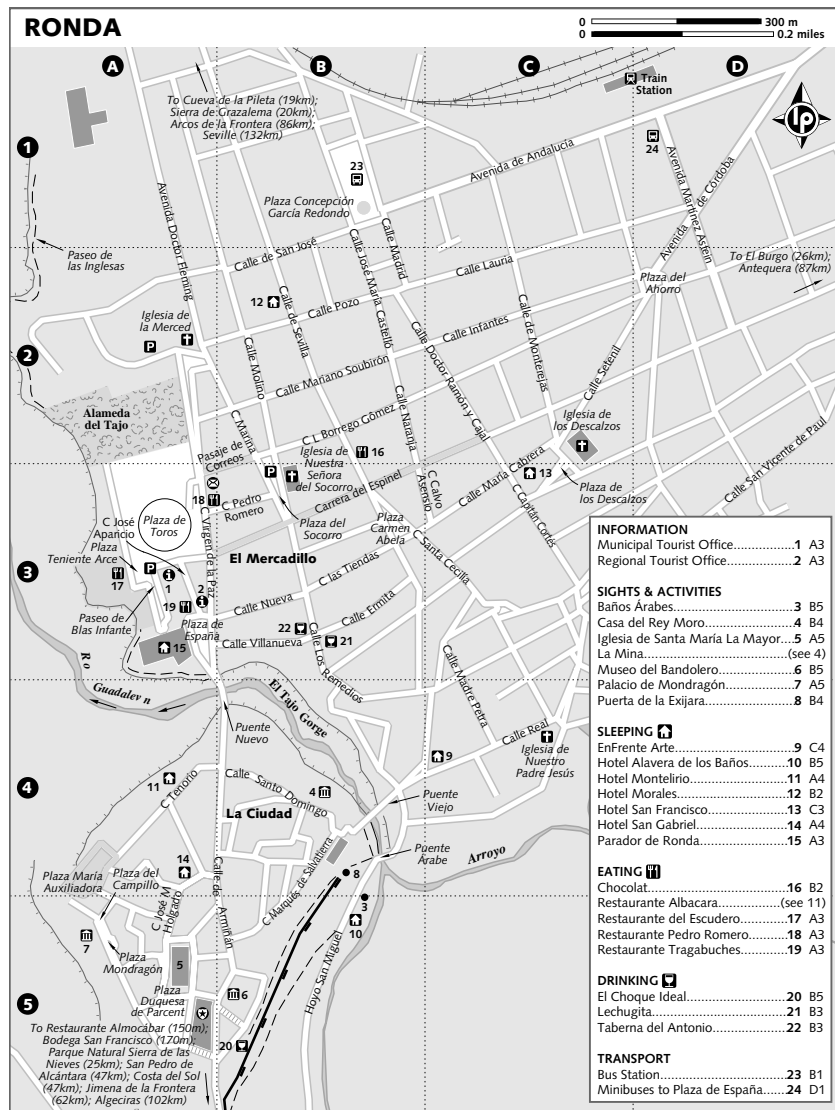 RONDA
0 300 m
0 0.2 miles
A
B
C
D
1
2
3
4
5
To Cueva de la Pileta (19km);
Sierra de Grazalema (20km);
Arcos de la Frontera (86km);
Seville (132km)
Train
Station
lp
23
24
Plaza Concepción
García Redondo
Avenida de Andalucía
Avenida Martínez Astein
Avenida de Córdoba
Avenida Doctor Fleming
Paseo de
las Inglesas
Calle de San José
Calle José María Castelló
Calle Madrid
Calle Lauria
To El Burgo (26km);
Antequera (87km)
Plaza del
Ahorro
12
Calle Pozo
Calle de Sevilla
Iglesia de
la Merced
P
Calle Infantes
Calle de Monterejas
Calle Molino
Calle Mariano Soubirón
Calle Doctor Ramón y Cajal
Calle Setenil
Alameda
del Tajo
C L Borrego Gômez
Calle Naranja
C Marina
Iglesia de
los Descalzos
Pasaje de
Correos
Iglesia de
Nuestra
Señora
del Socorro
16
P
Calle María Cabrera
13
Calle San Vicente de Paul
18
C Pedro
Romero
Carrera del Espinel
C Calvo
Asensio
Plaza de
los Descalzos
C Capitán Cortés
C José
Aparicio
Plaza de
Toros
C Virgen de la Paz
Plaza del
Socorro
Plaza
Carmen
Abela
Plaza
Teniente Arce
El Mercadillo
C Santa Cecilia
C las Tiendas
P
17
1
2
19
Paseo de
Blas Infante
Plaza de
España
Calle Nueva
Calle Ermita
22
21
15
Calle Villanueva
Calle Los Remedios
R o
Guadalev n
El Tajo Gorge
Calle Madre Petra
Puente
Nuevo
Calle Real
9
Iglesia de
Nuestro
Padre Jesús
11
C Tenorio
Calle Santo Domingo
4
La Ciudad
Puente
Viejo
14
Puente
Árabe
Arroyo
Plaza María
Auxiliadora
Plaza del
Campillo
C Marqués de Salvatierra
8
C José M
Holgado
Calle de Armiñán
3
10
7
Plaza
Mondragón
5
Hoyo San Miguel
Plaza
Duquesa
de Parcent
6
20
To Restaurante Almocábar (150m);
Bodega San Francisco (170m);
Parque Natural Sierra de las
Nieves (25km); San Pedro de
Alcántara (47km); Costa del Sol
(47km); Jimena de la Frontera
(62km); Algeciras (102km)
INFORMATION
Municipal Tourist Office..............1 A3
Regional Tourist Office................2 A3
SIGHTS & ACTIVITIES
Baños Árabes..............................3 B5
Casa del Rey Moro......................4 B4
Iglesia de Santa María La Mayor..5 A5
La Mina................................(see 4)
Museo del Bandolero...................6 B5
Palacio de Mondragón.................7 A5
Puerta de la Exijara......................8 B4
SLEEPING
EnFrente Arte..............................9 C4
Hotel Alavera de los Baños.........10 B5
Hotel Montelirio........................11 A4
Hotel Morales............................12 B2
Hotel San Francisco....................13 C3
Hotel San Gabriel.......................14 A4
Parador de Ronda......................15 A3
EATING
Chocolat...................................16 B2
Restaurante Albacara............(see 11)
Restaurante del Escudero............17 A3
Restaurante Pedro Romero.........18 A3
Restaurante Tragabuches............19 A3
DRINKING
El Choque Ideal.........................20 B5
Lechugita..................................21 B3
Taberna del Antonio...................22 B3
TRANSPORT
Bus Station................................23 B1
Minibuses to Plaza de España.....24 D1